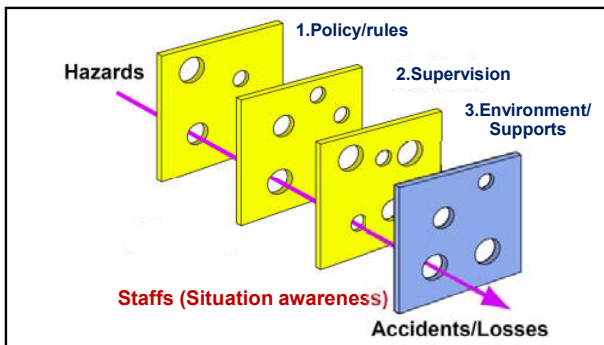 1.Policy/rules
Hazards
2.Supervision
3.Environment/
Supports
Staffs (Situation awareness)
Accidents/Losses